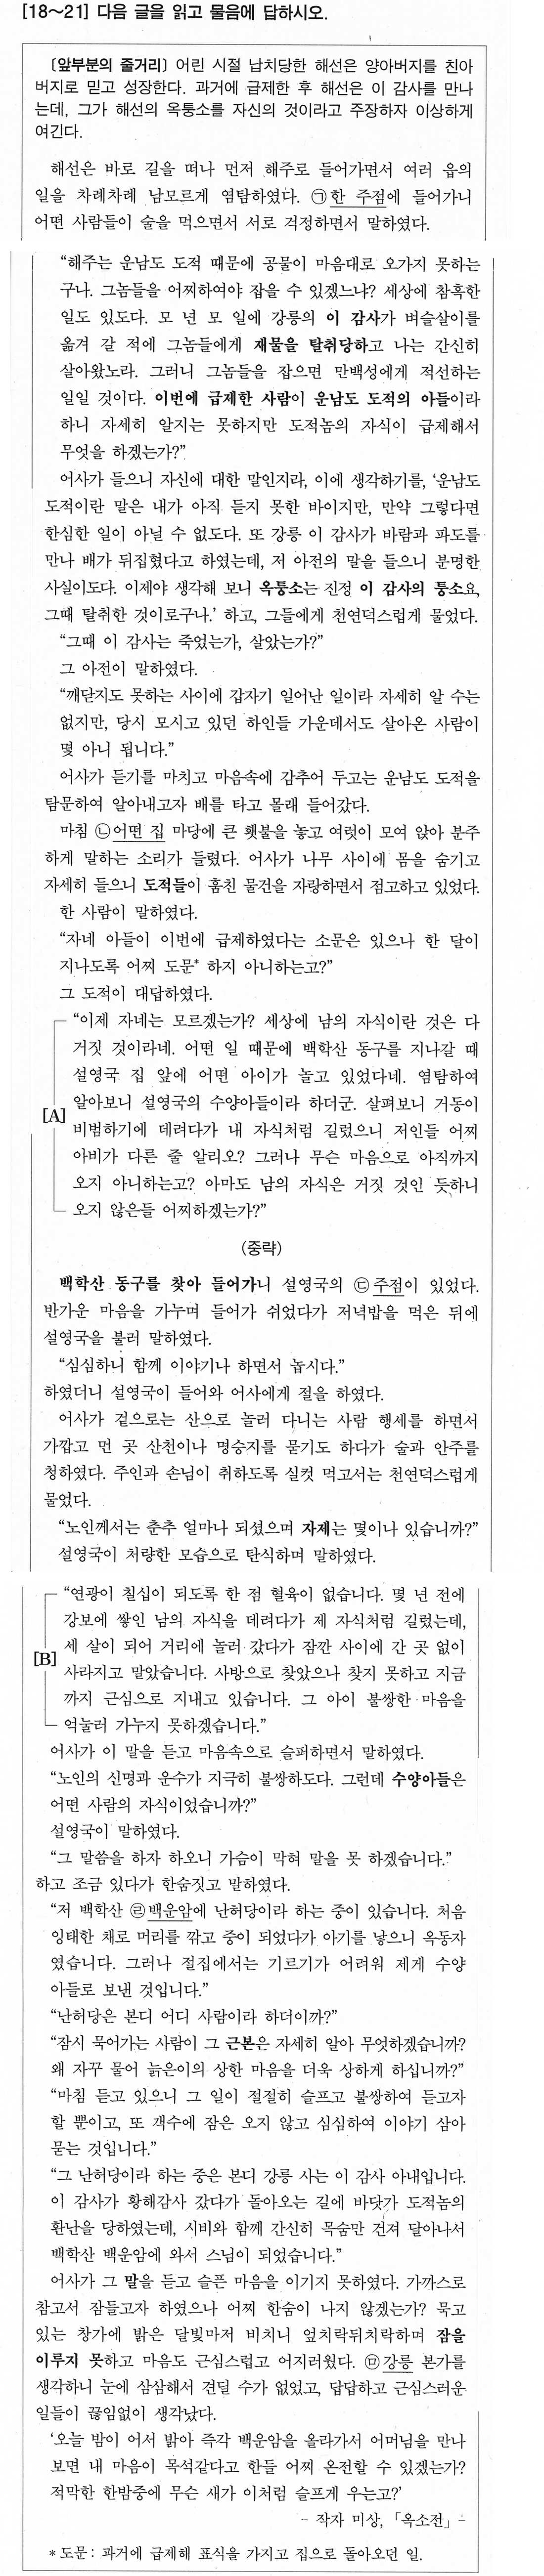 [18~21] 다음 글을 읽고 물음에 답하시오.
〔앞부분의 줄거리〕 어린 시절 납치당한 해선은 양아버지를 친아
버지로 믿고 성장한다. 과거에 급제한 후 해선은 이 감사를 만나
는데, 그가 해선의 옥퉁소를 자신의 것이라고 주장하자 이상하게
여긴다.
해선은 바로 길을 떠나 먼저 해주로 들어가면서 여러 읍의
일을 차례차례 남모르게 염탐하였다. ㉠한 주점에 들어가니
어떤 사람들이 술을 먹으면서 서로 걱정하면서 말하였다.
“해주는 운남도 도적 때문에 공물이 마음대로 오가지 못하는
구나. 그놈들을 어찌하여야 잡을 수 있겠느냐? 세상에 참혹한
일도 있도다. 모 년 모 일에 강릉의 이 감사가 벼슬살이를
옮겨 갈 적에 그놈들에게 재물을 탈취당하고 나는 간신히
살아왔노라. 그러니 그놈들을 잡으면 만백성에게 적선하는
일일 것이다. 이번에 급제한 사람이 운남도 도적의 아들이라
하니 자세히 알지는 못하지만 도적놈의 자식이 급제해서
무엇을 하겠는가?”
어사가 들으니 자신에 대한 말인지라, 이에 생각하기를, ‘운남도
도적이란 말은 내가 아직 듣지 못한 바이지만, 만약 그렇다면
한심한 일이 아닐 수 없도다. 또 강릉 이 감사가 바람과 파도를
만나 배가 뒤집혔다고 하였는데, 저 아전의 말을 들으니 분명한
사실이도다. 이제야 생각해 보니 옥퉁소는 진정 이 감사의 퉁소요,
그때 탈취한 것이로구나.’ 하고, 그들에게 천연덕스럽게 물었다.
“그때 이 감사는 죽었는가, 살았는가?”
그 아전이 말하였다.
“깨닫지도 못하는 사이에 갑자기 일어난 일이라 자세히 알 수는
없지만, 당시 모시고 있던 하인들 가운데서도 살아온 사람이
몇 아니 됩니다.”
어사가 듣기를 마치고 마음속에 감추어 두고는 운남도 도적을
탐문하여 알아내고자 배를 타고 몰래 들어갔다.
마침 ㉡어떤 집 마당에 큰 횃불을 놓고 여럿이 모여 앉아 분주
하게 말하는 소리가 들렸다. 어사가 나무 사이에 몸을 숨기고
자세히 들으니 도적들이 훔친 물건을 자랑하면서 점고하고 있었다.
한 사람이 말하였다.
“자네 아들이 이번에 급제하였다는 소문은 있으나 한 달이
지나도록 어찌 도문* 하지 아니하는고?”
그 도적이 대답하였다.
“이제 자네는 모르겠는가? 세상에 남의 자식이란 것은 다
거짓 것이라네. 어떤 일 때문에 백학산 동구를 지나갈 때
설영국 집 앞에 어떤 아이가 놀고 있었다네. 염탐하여
[A] 알아보니 설영국의 수양아들이라 하더군. 살펴보니 거동이
비범하기에 데려다가 내 자식처럼 길렀으니 저인들 어찌
아비가 다른 줄 알리오? 그러나 무슨 마음으로 아직까지
오지 아니하는고? 아마도 남의 자식은 거짓 것인 듯하니
오지 않은들 어찌하겠는가?”
(중략)
백학산 동구를 찾아 들어가니 설영국의 ㉢주점이 있었다.
반가운 마음을 가누며 들어가 쉬었다가 저녁밥을 먹은 뒤에
설영국을 불러 말하였다.
“심심하니 함께 이야기나 하면서 놉시다.”
하였더니 설영국이 들어와 어사에게 절을 하였다.
어사가 겉으로는 산으로 놀러 다니는 사람 행세를 하면서
가깝고 먼 곳 산천이나 명승지를 묻기도 하다가 술과 안주를
청하였다. 주인과 손님이 취하도록 실컷 먹고서는 천연덕스럽게
물었다.
“노인께서는 춘추 얼마나 되셨으며 자제는 몇이나 있습니까?”
설영국이 처량한 모습으로 탄식하며 말하였다.
“연광이 칠십이 되도록 한 점 혈육이 없습니다. 몇 년 전에
강보에 쌓인 남의 자식을 데려다가 제 자식처럼 길렀는데,
세 살이 되어 거리에 놀러 갔다가 잠깐 사이에 간 곳 없이
[B] 사라지고 말았습니다. 사방으로 찾았으나 찾지 못하고 지금
까지 근심으로 지내고 있습니다. 그 아이 불쌍한 마음을
억눌러 가누지 못하겠습니다.”
어사가 이 말을 듣고 마음속으로 슬퍼하면서 말하였다.
“노인의 신명과 운수가 지극히 불쌍하도다. 그런데 수양아들은
어떤 사람의 자식이었습니까?”
설영국이 말하였다.
“그 말씀을 하자 하오니 가슴이 막혀 말을 못 하겠습니다.”
하고 조금 있다가 한숨짓고 말하였다.
“저 백학산 ㉣백운암에 난허당이라 하는 중이 있습니다. 처음
잉태한 채로 머리를 깎고 중이 되었다가 아기를 낳으니 옥동자
였습니다. 그러나 절집에서는 기르기가 어려워 제게 수양
아들로 보낸 것입니다.”
“난허당은 본디 어디 사람이라 하더이까?”
“잠시 묵어가는 사람이 그 근본은 자세히 알아 무엇하겠습니까?
왜 자꾸 물어 늙은이의 상한 마음을 더욱 상하게 하십니까?”
“마침 듣고 있으니 그 일이 절절히 슬프고 불쌍하여 듣고자
할 뿐이고, 또 객수에 잠은 오지 않고 심심하여 이야기 삼아
묻는 것입니다.”
“그 난허당이라 하는 중은 본디 강릉 사는 이 감사 아내입니다.
이 감사가 황해감사 갔다가 돌아오는 길에 바닷가 도적놈의
환난을 당하였는데, 시비와 함께 간신히 목숨만 건져 달아나서
백학산 백운암에 와서 스님이 되었습니다.”
어사가 그 말을 듣고 슬픈 마음을 이기지 못하였다. 가까스로
참고서 잠들고자 하였으나 어찌 한숨이 나지 않겠는가? 묵고
있는 창가에 밝은 달빛마저 비치니 엎치락뒤치락하며 잠을
이루지 못하고 마음도 근심스럽고 어지러웠다. ㉤강릉 본가를
생각하니 눈에 삼삼해서 견딜 수가 없었고, 답답하고 근심스러운
일들이 끊임없이 생각났다.
‘오늘 밤이 어서 밝아 즉각 백운암을 올라가서 어머님을 만나
보면 내 마음이 목석같다고 한들 어찌 온전할 수 있겠는가?
적막한 한밤중에 무슨 새가 이처럼 슬프게 우는고?’
- 작자 미상, 「옥소전」 -
* 도문 : 과거에 급제해 표식을 가지고 집으로 돌아오던 일.